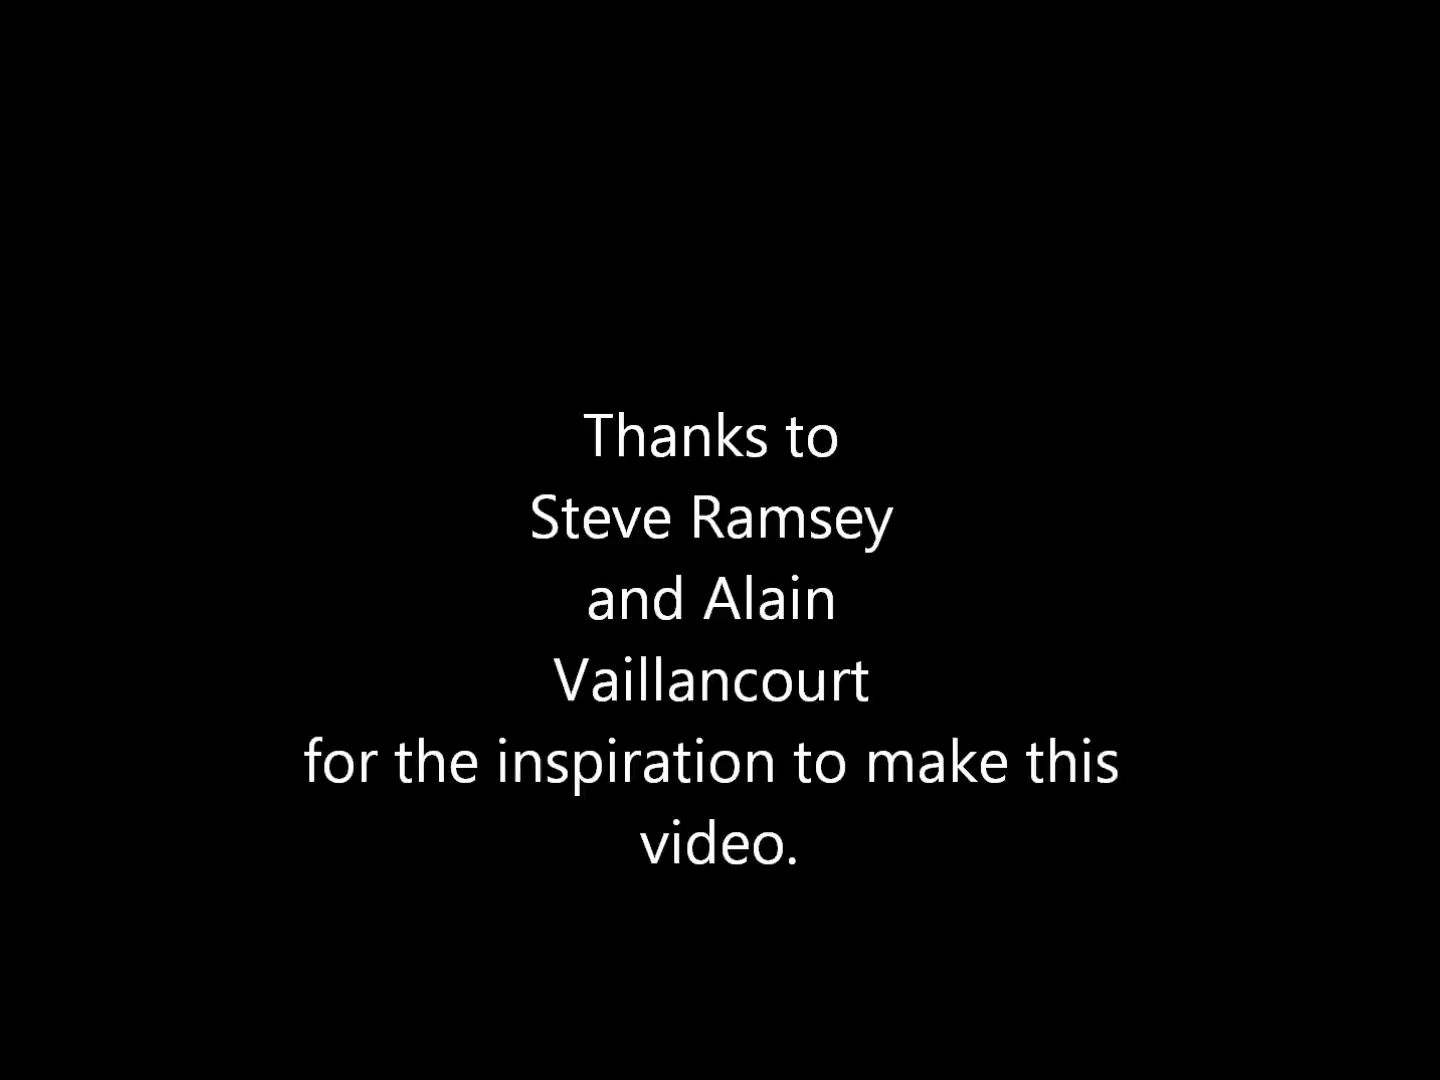 Thanks to
Steve Ramsey
and Alain
Vaillancourt
for the inspiration to make this
video.